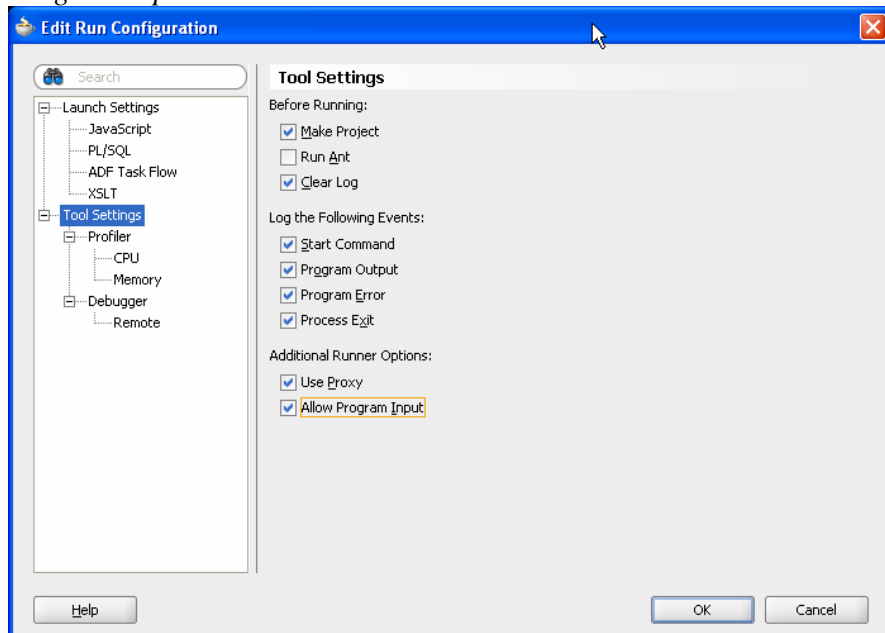 Edit Run Configuration
Search
Launch Settings
JavaScript
PL/SQL
ADF Task Flow
XSLT
Tool Settings
Profiler
CPU
Memory
Debugger
Remote
Tool Settings
Before Running:
Make Project
Run Ant
Clear Log
Log the Following Events:
Start Command
Program Output
Program Error
Process Exit
Additional Runner Options:
Use Proxy
Allow Program Input
Help
OK
Cancel